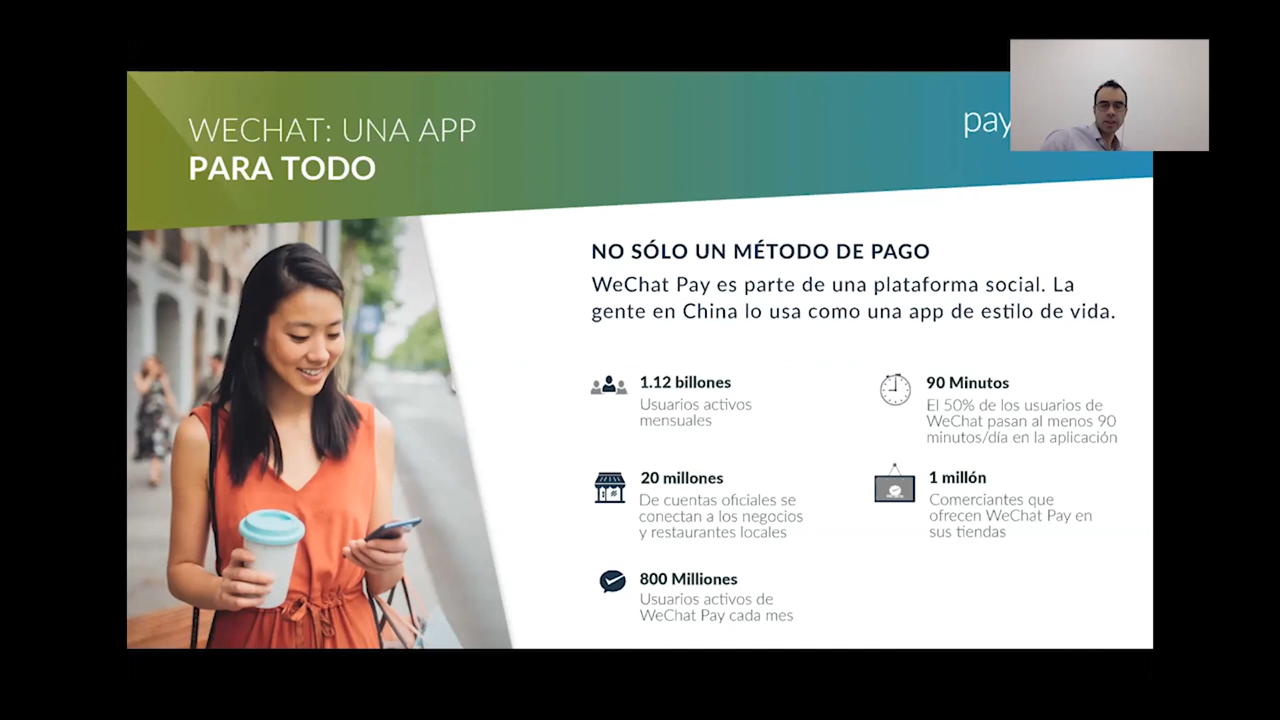 WECHAT: UNA APP
PARA TODO
pay
NO SÓLO UN MÉTODO DE PAGO
WeChat Pay es parte de una plataforma social. La
gente en China lo usa como una app de estilo de vida.
1.12 billones
Usuarios activos
mensuales
90 Minutos
El 50% de los usuarios de
WeChat pasan al menos 90
minutos/día en la aplicación
20 millones
De cuentas oficiales se
conectan a los negocios
y restaurantes locales
1 millón
Comerciantes que
ofrecen WeChat Pay en
sus tiendas
800 Milliones
Usuarios activos de
WeChat Pay cada mes